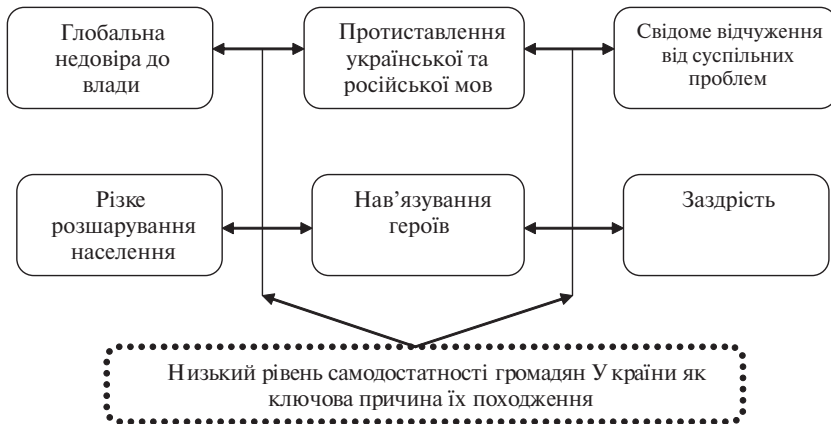 Глобальна
недовіра до
влади
Протиставлення
української та
російської мов
Свідоме відчуження
від суспільних
проблем
Різке
розшарування
населення
Нав’язування
героїв
Заздрість
Низький рівень самодостатності громадян У країни як
ключова причина їх походження